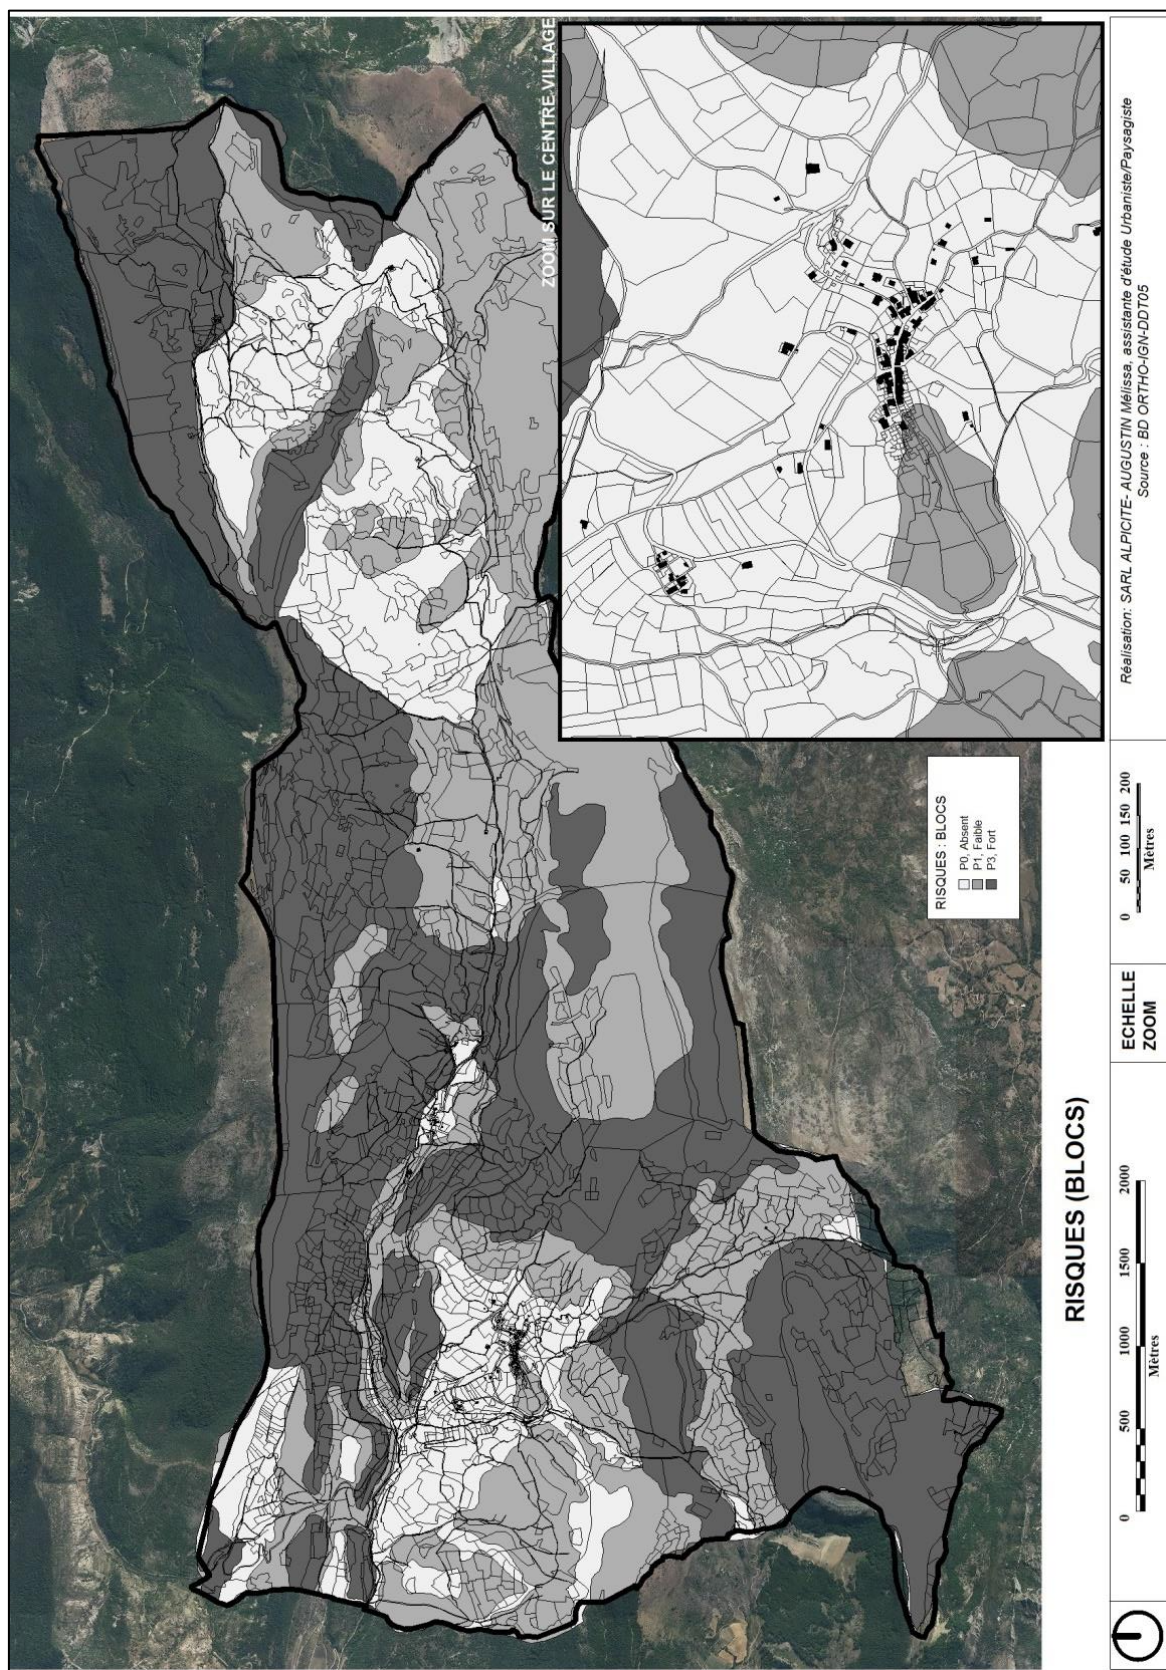 ZOOM SUR LE CENTRE VILLAGE
RISQUES : BLOCS
P0, Absent
P1, Faible
P3, Fort
RISQUES (BLOCS)
0 500 1000 1500 2000
Mètres
ECHELLE
ZOOM
0 50 100 150 200
Mètres
Réalisation: SARL ALPICITE- AUGUSTIN Mélissa, assistante d'étude Urbaniste/Paysagiste
Source : BD ORTHO-IGN-DDT05